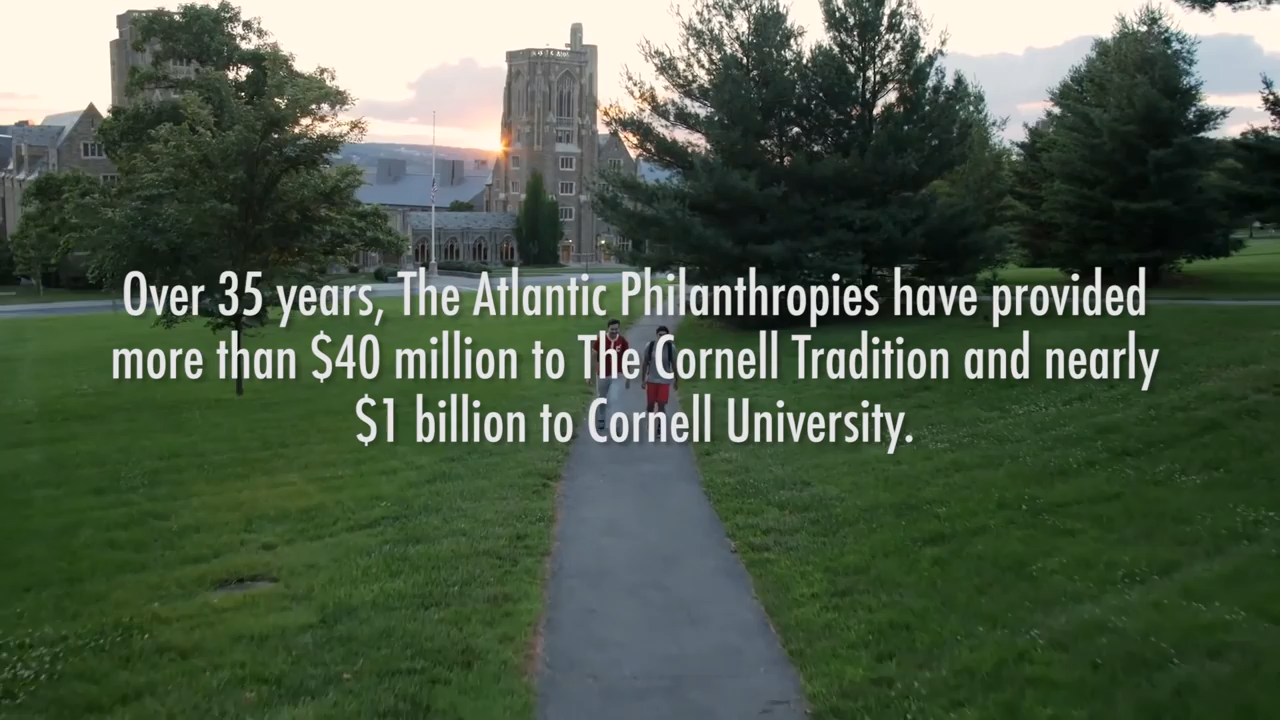 Over 35 years, The Atlantic Philanthropies have provided
more than $40 million to The Cornell Tradition and nearly
$1 billion to Cornell University.